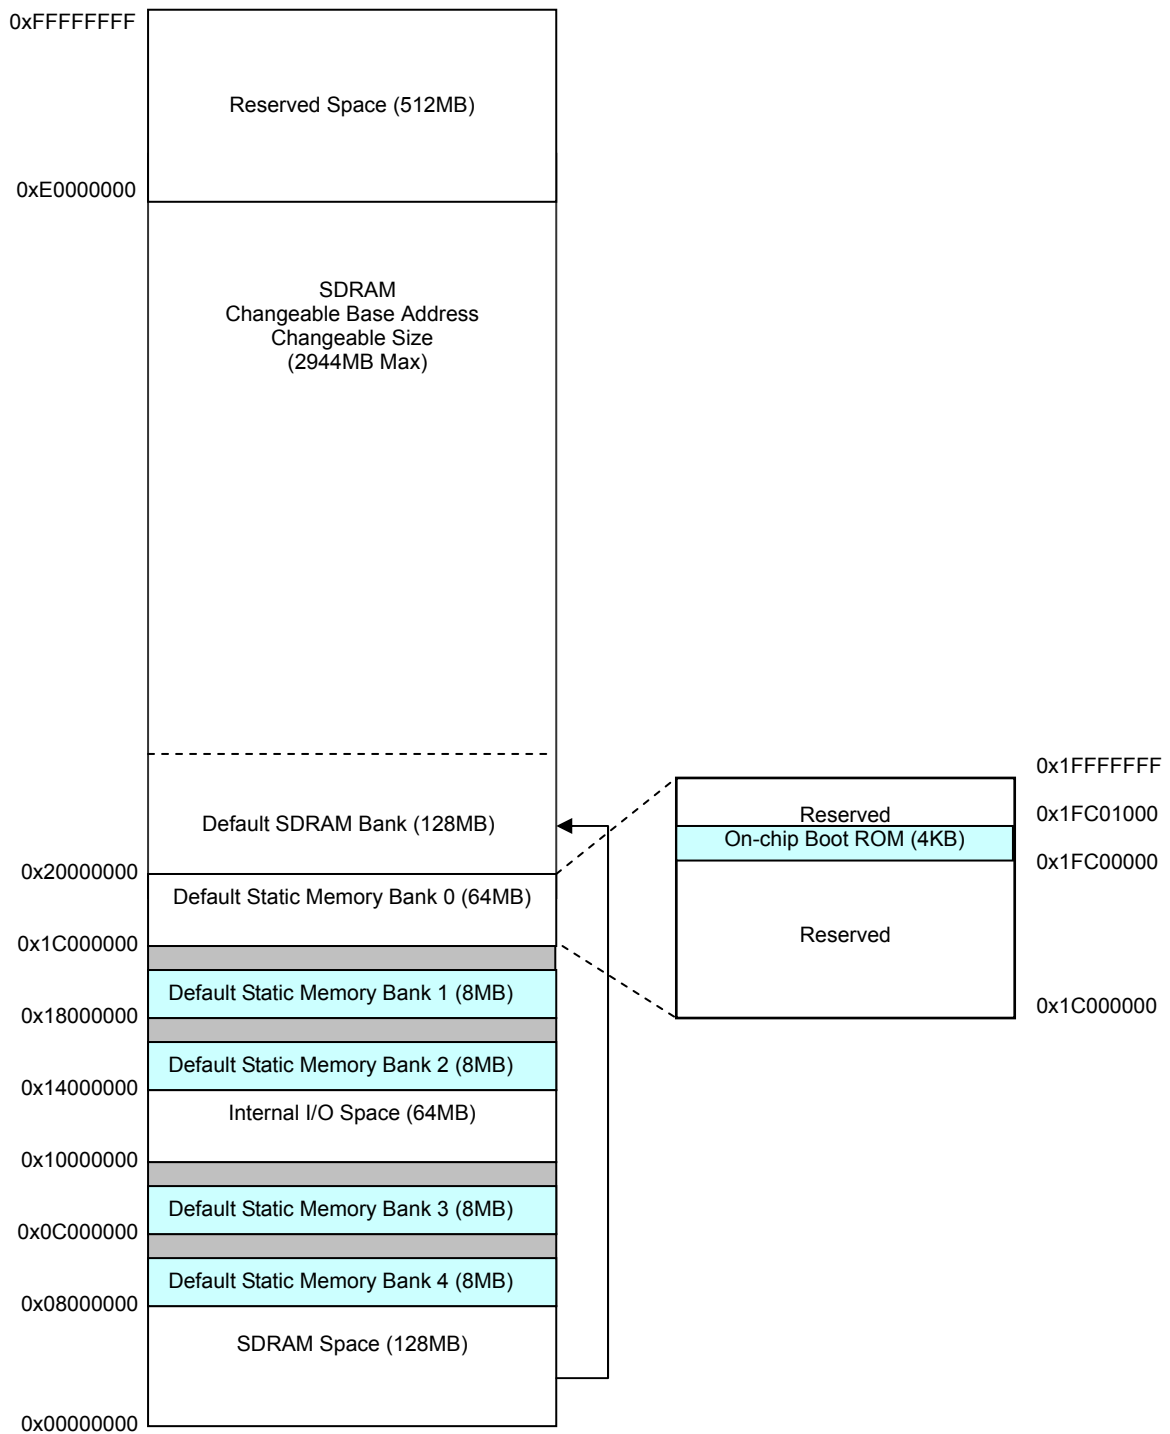 0xFFFFFFFF
Reserved Space (512MB)
0xE0000000
SDRAM
Changeable Base Address
Changeable Size
(2944MB Max)
Default SDRAM Bank (128MB)
0x20000000
Default Static Memory Bank 0 (64MB)
0x1C000000
Default Static Memory Bank 1 (8MB)
0x18000000
Default Static Memory Bank 2 (8MB)
0x14000000
Internal I/O Space (64MB)
0x10000000
Default Static Memory Bank 3 (8MB)
0x0C000000
Default Static Memory Bank 4 (8MB)
0x08000000
SDRAM Space (128MB)
0x00000000
0x1FFFFFFF
Reserved
0x1FC01000
On-chip Boot ROM (4KB)
0x1FC00000
Reserved
0x1C000000